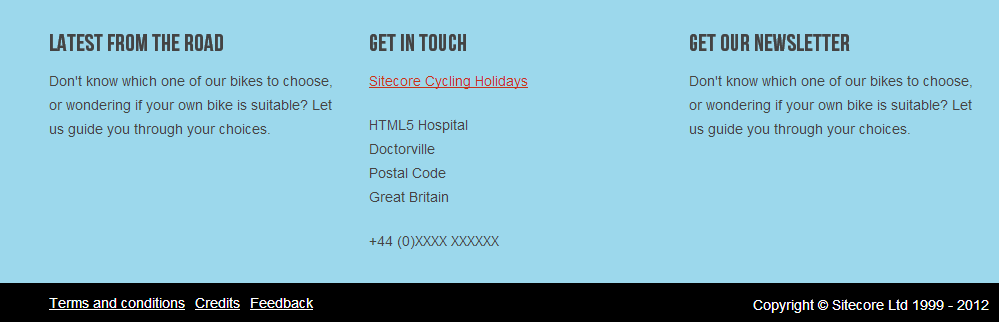 LATEST FROM THE ROAD
Don't know which one of our bikes to choose,
or wondering if your own bike is suitable? Let
us guide you through your choices.
GET IN TOUCH
Sitecore Cycling Holidays
HTML5 Hospital
Doctorville
Postal Code
Great Britain
+44 (0)XXXX XXXXXX
GET OUR NEWSLETTER
Don't know which one of our bikes to choose,
or wondering if your own bike is suitable? Let
us guide you through your choices.
Terms and conditions Credits Feedback
Copyright © Sitecore Ltd 1999 - 2012